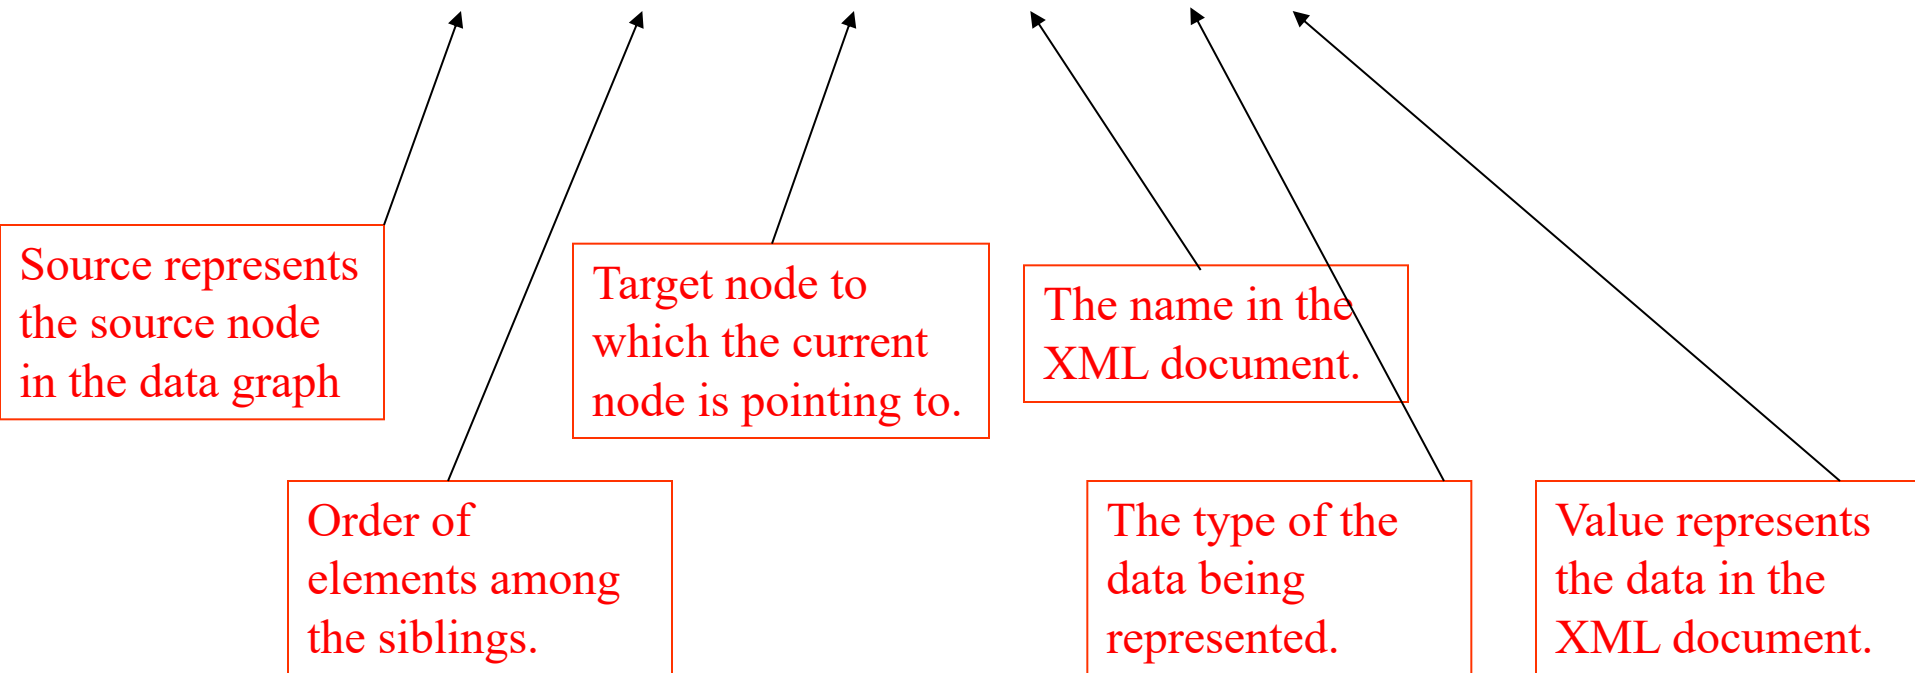 Source represents
the source node
in the data graph
Target node to
which the current
node is pointing to.
The name in the
XML document.
Order of
elements among
the siblings.
The type of the
data being
represented.
Value represents
the data in the
XML document.